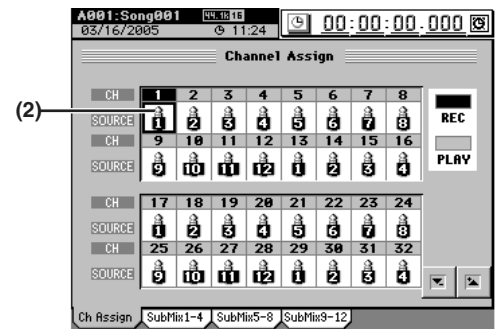 A001:Song001 44.1k 16
03/16/2005 11:24 00:00:00.000
Channel Assign
CH 1 2 3 4 5 6 7 8
(2)
SOURCE 1 2 3 4 5 6 7 8
REC
CH 9 10 11 12 13 14 15 16
PLAY
SOURCE 9 10 11 12 1 2 3 4
CH 17 18 19 20 21 22 23 24
SOURCE 1 2 3 4 5 6 7 8
CH 25 26 27 28 29 30 31 32
SOURCE 9 10 11 12 1 2 3 4
Ch Assign SubMix1-4 SubMix5-8 SubMix9-12